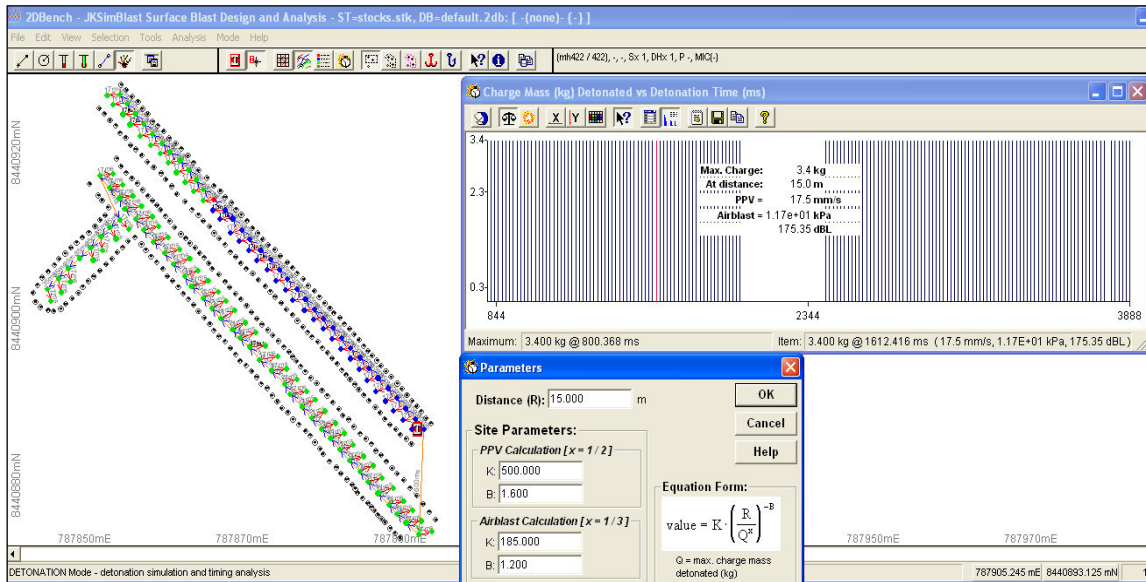 2DBench - JKSimBlast Surface Blast Design and Analysis - ST=stocks.stk, DB=default.2db: [ -(none)- {-} ]
File Edit View Selection Tools Analysis Mode Help
(mh422 / 422), -, -, Sx 1, DHx 1, P -, MIC(-)
8440920mN
8440900mN
8440880mN
787850mE 787870mE 787890mE 787950mE 787970mE
Charge Mass (kg) Detonated vs Detonation Time (ms)
X Y
3.4
2.3
0.3
Max. Charge: 3.4 kg
At distance: 15.0 m
PPV = 17.5 mm/s
Airblast = 1.17e+01 kPa
175.35 dBL
844 2344 3888
Maximum: 3.400 kg @ 800.368 ms Item: 3.400 kg @ 1612.416 ms ( 17.5 mm/s, 1.17E+01 kPa, 175.35 dBL )
Parameters
Distance (R): 15.000 m
OK
Cancel
Help
Site Parameters:
PPV Calculation [x = 1/2]
K: 500.000
B: 1.600
Airblast Calculation [x = 1/3]
K: 185.000
B: 1.200
Equation Form:
value = K · (R / Q^x)^-B
Q = max. charge mass
detonated (kg)
DETONATION Mode - detonation simulation and timing analysis
787905.245 mE 8440893.125 mN